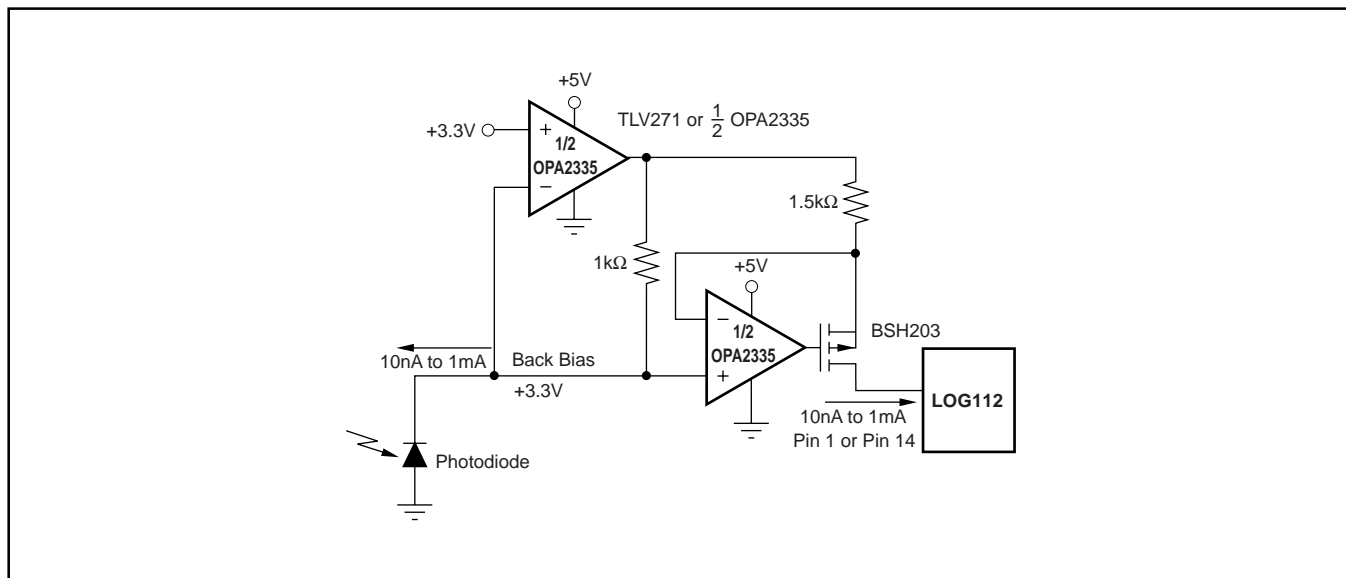 +5V
TLV271 or 1/2 OPA2335
+3.3V
+
1/2
OPA2335
−
1.5kΩ
1kΩ
+5V
−
1/2
OPA2335
+
BSH203
10nA to 1mA
Back Bias
+3.3V
LOG112
10nA to 1mA
Pin 1 or Pin 14
Photodiode